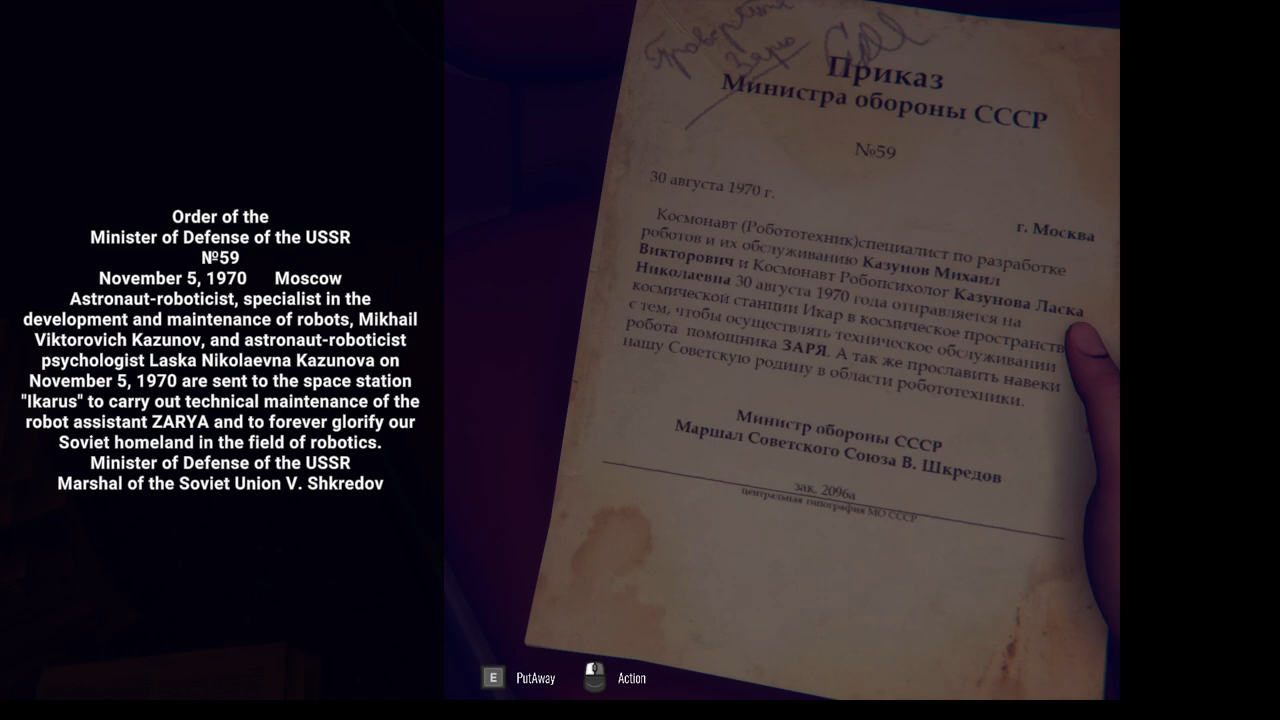 Order of the
Minister of Defense of the USSR
№59
November 5, 1970 Moscow
Astronaut-roboticist, specialist in the
development and maintenance of robots, Mikhail
Viktorovich Kazunov, and astronaut-roboticist
psychologist Laska Nikolaevna Kazunova on
November 5, 1970 are sent to the space station
"Ikarus" to carry out technical maintenance of the
robot assistant ZARYA and to forever glorify our
Soviet homeland in the field of robotics.
Minister of Defense of the USSR
Marshal of the Soviet Union V. Shkredov
Приказ
Министра обороны СССР
№59
30 августа 1970 г.
г. Москва
Космонавт (Робототехник)специалист по разработке
роботов и их обслуживанию Казунов Михаил
Викторович и Космонавт Робопсихолог Казунова Ласка
Николаевна 30 августа 1970 года отправляется на
космической станции Икар в космическое пространств
с тем, чтобы осуществлять техническое обслуживании
робота помощника ЗАРЯ. А так же прославить навеки
нашу Советскую родину в области робототехники.
Министр обороны СССР
Маршал Советского Союза В. Шкредов
зак. 2096а
центральная типография МО СССР
E PutAway Action